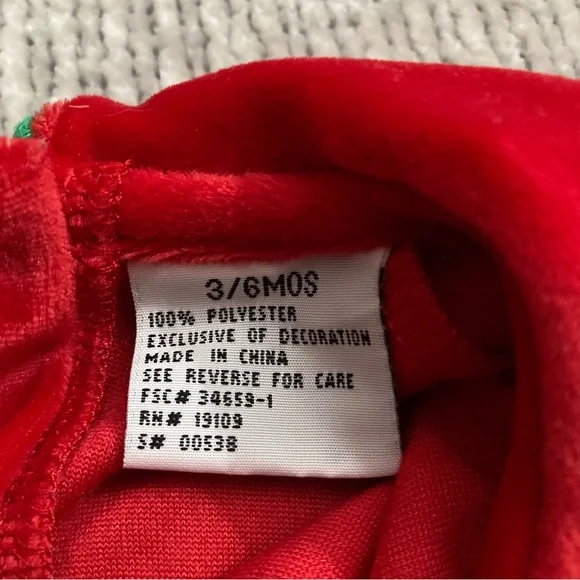 3/6MOS
100% POLYESTER
EXCLUSIVE OF DECORATION
MADE IN CHINA
SEE REVERSE FOR CARE
FSC# 34659-1
RN# 19109
S# 00538